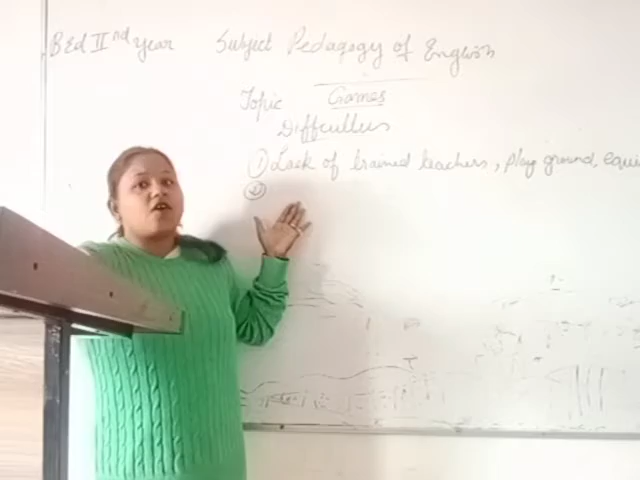 B Ed IInd Year Subject Pedagogy of English
Topic Games
Difficulties
① Lack of trained teachers, play ground, equi
②